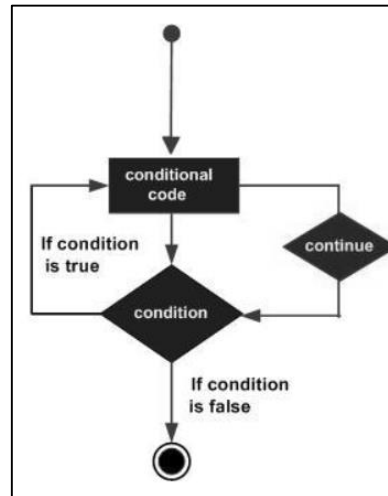 conditional
code
If condition
is true
continue
condition
If condition
is false